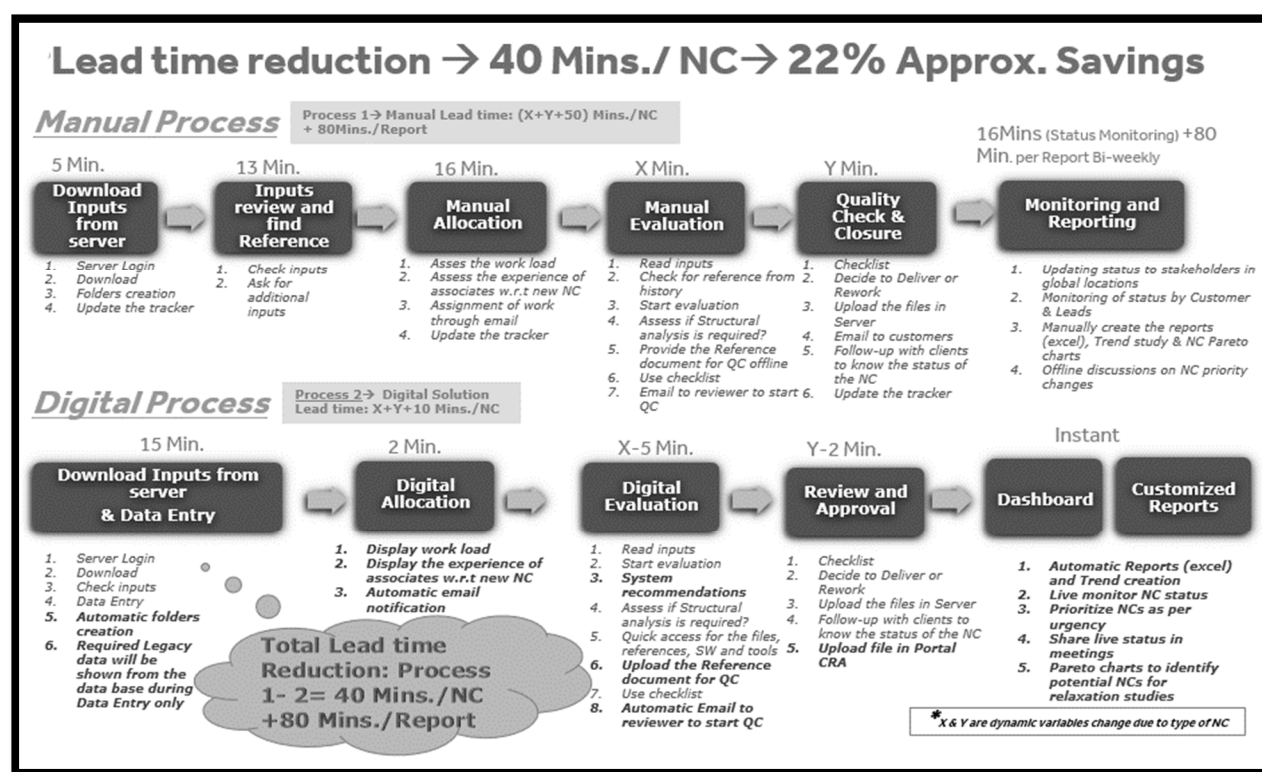 Lead time reduction → 40 Mins./ NC→ 22% Approx. Savings
Manual Process
Process 1→ Manual Lead time: (X+Y+50) Mins./NC
+ 80Mins./Report
5 Min.
Download
Inputs
from
server
1. Server Login
2. Download
3. Folders creation
4. Update the tracker
13 Min.
Inputs
review and
find
Reference
1. Check inputs
2. Ask for
additional
inputs
16 Min.
Manual
Allocation
1. Asses the work load
2. Assess the experience of
associates w.r.t new NC
3. Assignment of work
through email
4. Update the tracker
X Min.
Manual
Evaluation
1. Read inputs
2. Check for reference from
history
3. Start evaluation
4. Assess if Structural
analysis is required?
5. Provide the Reference
document for QC offline
6. Use checklist
7. Email to reviewer to start
QC
Y Min.
Quality
Check &
Closure
1. Checklist
2. Decide to Deliver or
Rework
3. Upload the files in
Server
4. Email to customers
5. Follow-up with clients
to know the status of
the NC
6. Update the tracker
16Mins (Status Monitoring) +80
Min. per Report Bi-weekly
Monitoring and
Reporting
1. Updating status to stakeholders in
global locations
2. Monitoring of status by Customer
& Leads
3. Manually create the reports
(excel), Trend study & NC Pareto
charts
4. Offline discussions on NC priority
changes
Digital Process
Process 2→ Digital Solution
Lead time: X+Y+10 Mins./NC
15 Min.
Download Inputs from
server
& Data Entry
1. Server Login
2. Download
3. Check inputs
4. Data Entry
5. Automatic folders
creation
6. Required Legacy
data will be
shown from the
data base during
Data Entry only
2 Min.
Digital
Allocation
1. Display work load
2. Display the experience of
associates w.r.t new NC
3. Automatic email
notification
Total Lead time
Reduction: Process
1- 2= 40 Mins./NC
+80 Mins./Report
X-5 Min.
Digital
Evaluation
1. Read inputs
2. Start evaluation
3. System
recommendations
4. Assess if Structural
analysis is required?
5. Quick access for the files,
references, SW and tools
6. Upload the Reference
document for QC
7. Use checklist
8. Automatic Email to
reviewer to start QC
Y-2 Min.
Review and
Approval
1. Checklist
2. Decide to Deliver or
Rework
3. Upload the files in Server
4. Follow-up with clients to
know the status of the NC
5. Upload file in Portal
CRA
Instant
Dashboard
Customized
Reports
1. Automatic Reports (excel)
and Trend creation
2. Live monitor NC status
3. Prioritize NCs as per
urgency
4. Share live status in
meetings
5. Pareto charts to identify
potential NCs for
relaxation studies
*X & Y are dynamic variables change due to type of NC